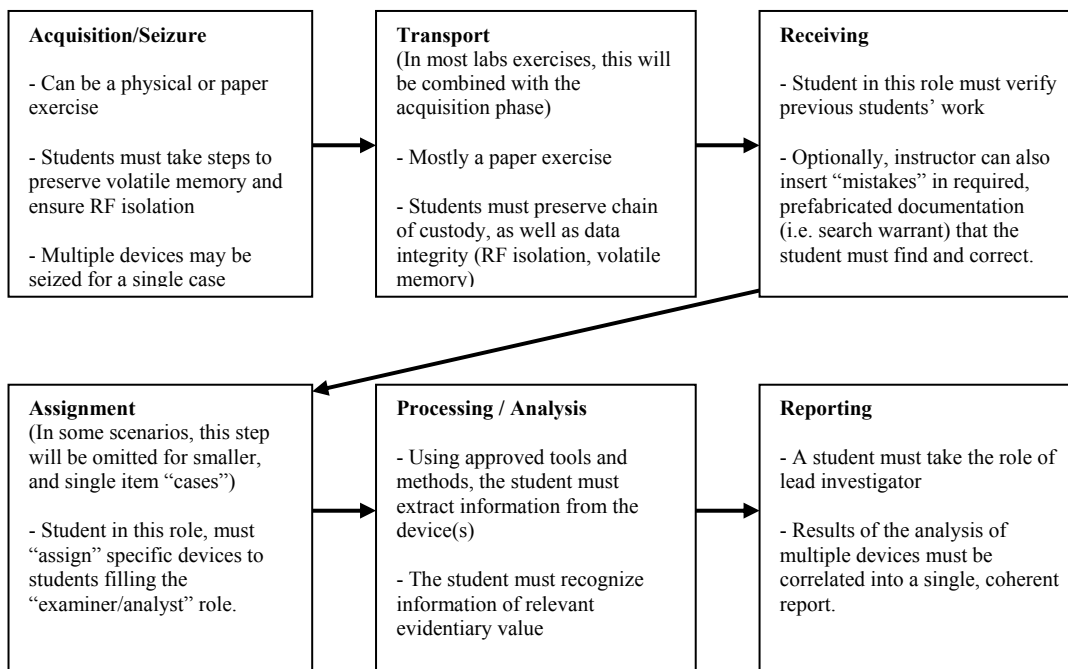 Acquisition/Seizure
- Can be a physical or paper
exercise
- Students must take steps to
preserve volatile memory and
ensure RF isolation
- Multiple devices may be
seized for a single case
Transport
(In most labs exercises, this will
be combined with the
acquisition phase)
- Mostly a paper exercise
- Students must preserve chain
of custody, as well as data
integrity (RF isolation, volatile
memory)
Receiving
- Student in this role must verify
previous students’ work
- Optionally, instructor can also
insert “mistakes” in required,
prefabricated documentation
(i.e. search warrant) that the
student must find and correct.
Assignment
(In some scenarios, this step
will be omitted for smaller,
and single item “cases”)
- Student in this role, must
“assign” specific devices to
students filling the
“examiner/analyst” role.
Processing / Analysis
- Using approved tools and
methods, the student must
extract information from the
device(s)
- The student must recognize
information of relevant
evidentiary value
Reporting
- A student must take the role of
lead investigator
- Results of the analysis of
multiple devices must be
correlated into a single, coherent
report.